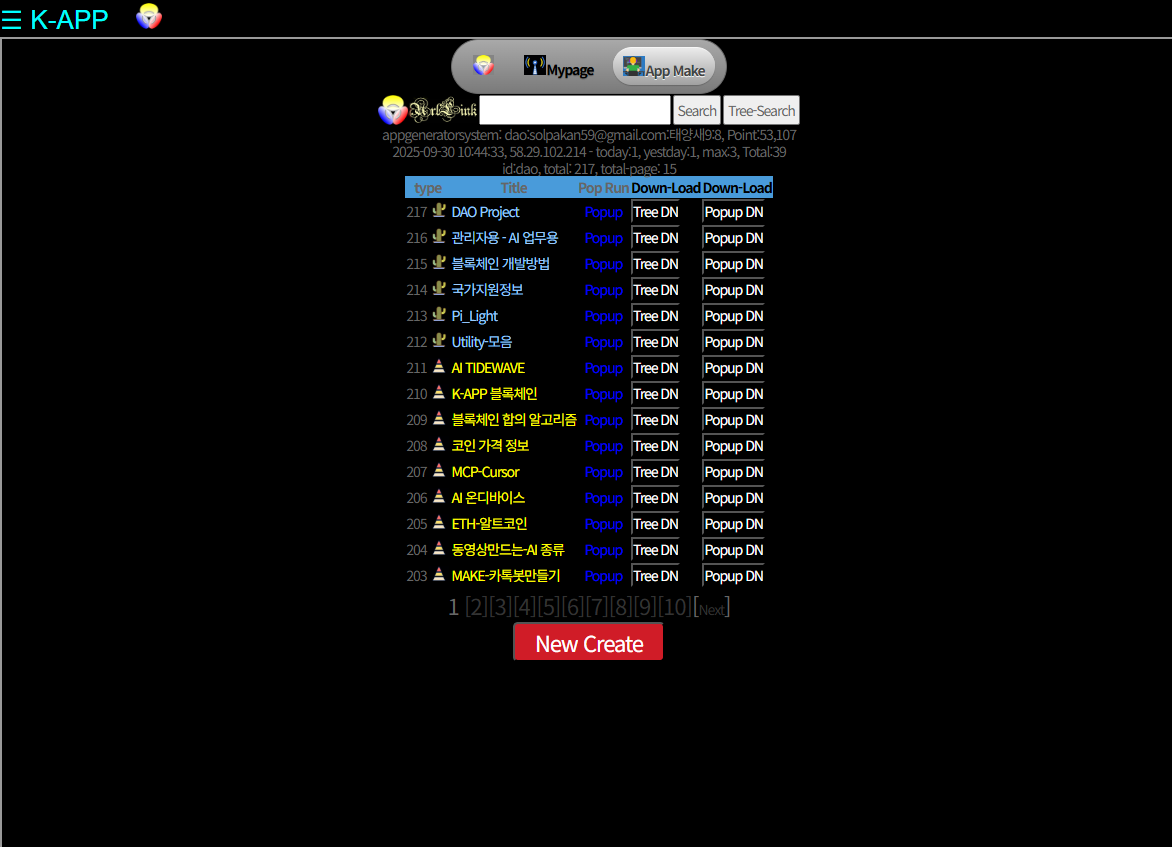 ☰ K-APP
Mypage App Make
UrlLink Search Tree-Search
appgeneratorsystem: dao:solpakan59@gmail.com:태양새9:8, Point:53,107
2025-09-30 10:44:33, 58.29.102.214 - today:1, yestday:1, max:3, Total:39
id:dao, total: 217, total-page: 15
type Title Pop Run Down-Load Down-Load
217 DAO Project Popup Tree DN Popup DN
216 관리자용 - AI 업무용 Popup Tree DN Popup DN
215 블록체인 개발방법 Popup Tree DN Popup DN
214 국가지원정보 Popup Tree DN Popup DN
213 Pi_Light Popup Tree DN Popup DN
212 Utility-모음 Popup Tree DN Popup DN
211 AI TIDEWAVE Popup Tree DN Popup DN
210 K-APP 블록체인 Popup Tree DN Popup DN
209 블록체인 합의 알고리즘 Popup Tree DN Popup DN
208 코인 가격 정보 Popup Tree DN Popup DN
207 MCP-Cursor Popup Tree DN Popup DN
206 AI 온디바이스 Popup Tree DN Popup DN
205 ETH-알트코인 Popup Tree DN Popup DN
204 동영상만드는-AI 종류 Popup Tree DN Popup DN
203 MAKE-카톡봇만들기 Popup Tree DN Popup DN
1 [2][3][4][5][6][7][8][9][10][Next]
New Create